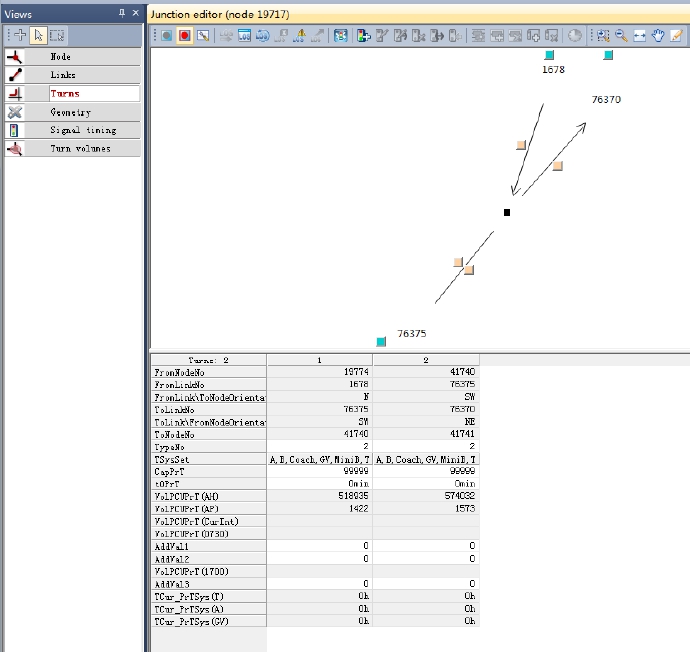 Views
Junction editor (node 19717)
Node
Links
Turns
Geometry
Signal timing
Turn volumes
1678
76370
76375
Turns: 2 1 2
FromNodeNo 19774 41740
FromLinkNo 1678 76375
FromLink\ToNodeOrienta N SW
ToLinkNo 76375 76370
ToLink\FromNodeOrienta SW NE
ToNodeNo 41740 41741
TypeNo 2 2
TSysSet A,B,Coach,GV,MiniB,T A,B,Coach,GV,MiniB,T
CapPrT 99999 99999
t0PrT 0min 0min
VolPCUPrT(AH) 518935 574032
VolPCUPrT(AP) 1422 1573
VolPCUPrT(CurInt)
VolPCUPrT(0730)
AddVal1 0 0
AddVal2 0 0
VolPCUPrT(1700)
AddVal3 0 0
TCur_PrTSys(T) 0h 0h
TCur_PrTSys(A) 0h 0h
TCur_PrTSys(GV) 0h 0h